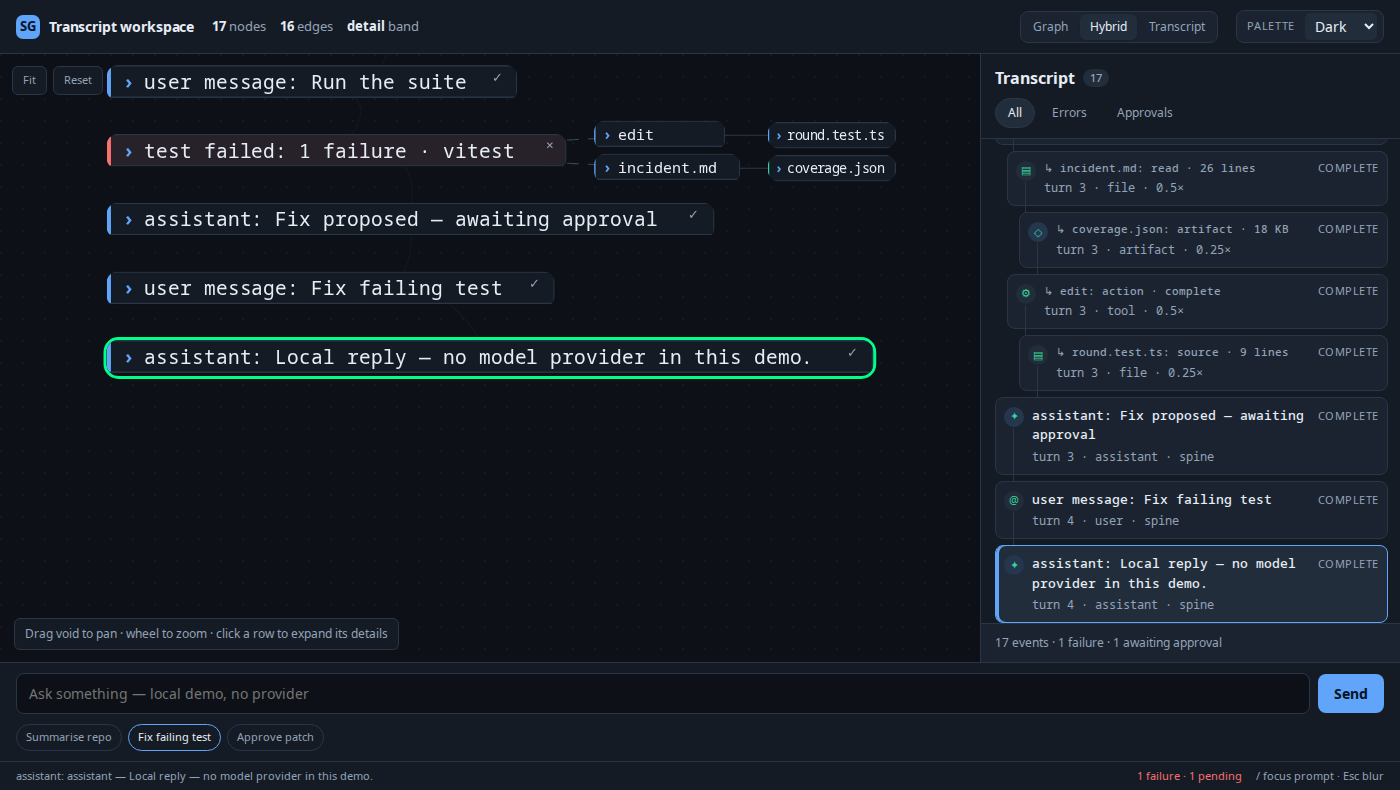 SG Transcript workspace 17 nodes 16 edges detail band
Graph Hybrid Transcript PALETTE Dark
Fit Reset
› user message: Run the suite ✓
› test failed: 1 failure · vitest ×
› edit › round.test.ts
› incident.md › coverage.json
› assistant: Fix proposed — awaiting approval ✓
› user message: Fix failing test ✓
› assistant: Local reply — no model provider in this demo. ✓
Drag void to pan · wheel to zoom · click a row to expand its details
Transcript 17
All Errors Approvals
↳ incident.md: read · 26 lines COMPLETE
turn 3 · file · 0.5×
↳ coverage.json: artifact · 18 KB COMPLETE
turn 3 · artifact · 0.25×
↳ edit: action · complete COMPLETE
turn 3 · tool · 0.5×
↳ round.test.ts: source · 9 lines COMPLETE
turn 3 · file · 0.25×
assistant: Fix proposed — awaiting COMPLETE
approval
turn 3 · assistant · spine
@ user message: Fix failing test COMPLETE
turn 4 · user · spine
assistant: Local reply — no model COMPLETE
provider in this demo.
turn 4 · assistant · spine
17 events · 1 failure · 1 awaiting approval
Ask something — local demo, no provider
Send
Summarise repo Fix failing test Approve patch
assistant: assistant — Local reply — no model provider in this demo.
1 failure · 1 pending / focus prompt · Esc blur